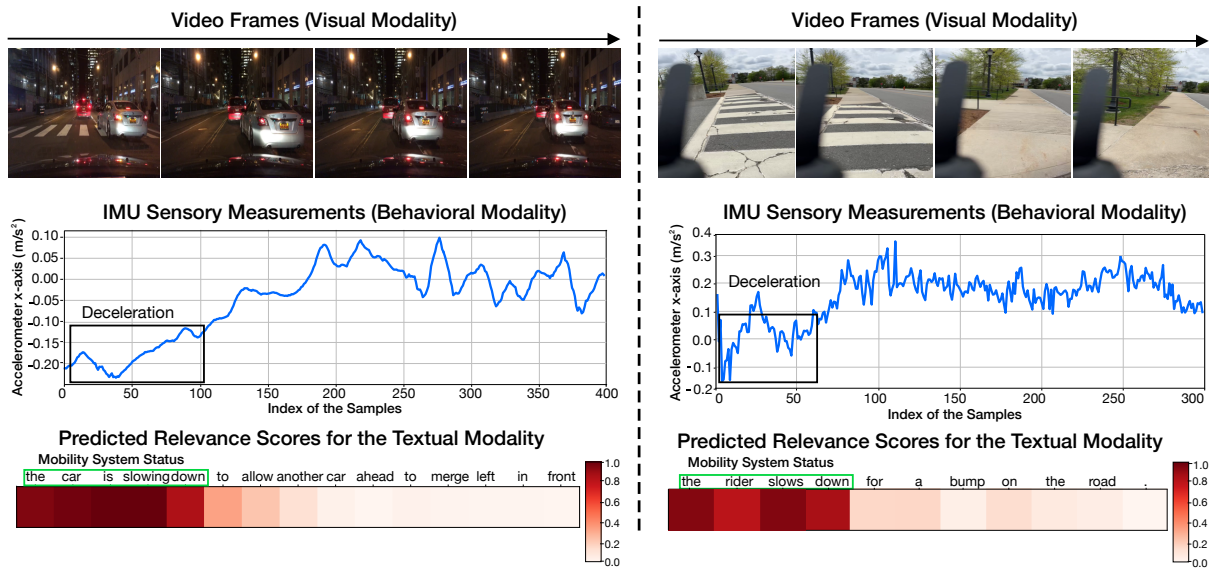 Video Frames (Visual Modality)
IMU Sensory Measurements (Behavioral Modality)
Accelerometer x-axis (m/s²)
0.10
0.05
0.00
-0.05
-0.10
-0.15
-0.20
Deceleration
0 50 100 150 200 250 300 350 400
Index of the Samples
Predicted Relevance Scores for the Textual Modality
Mobility System Status
the car is slowing down to allow another car ahead to merge left in front
1.0
0.8
0.6
0.4
0.2
0.0
Video Frames (Visual Modality)
IMU Sensory Measurements (Behavioral Modality)
Accelerometer x-axis (m/s²)
0.4
0.3
0.2
0.1
0.0
-0.1
-0.2
Deceleration
0 50 100 150 200 250 300
Index of the Samples
Predicted Relevance Scores for the Textual Modality
Mobility System Status
the rider slows down for a bump on the road .
1.0
0.8
0.6
0.4
0.2
0.0